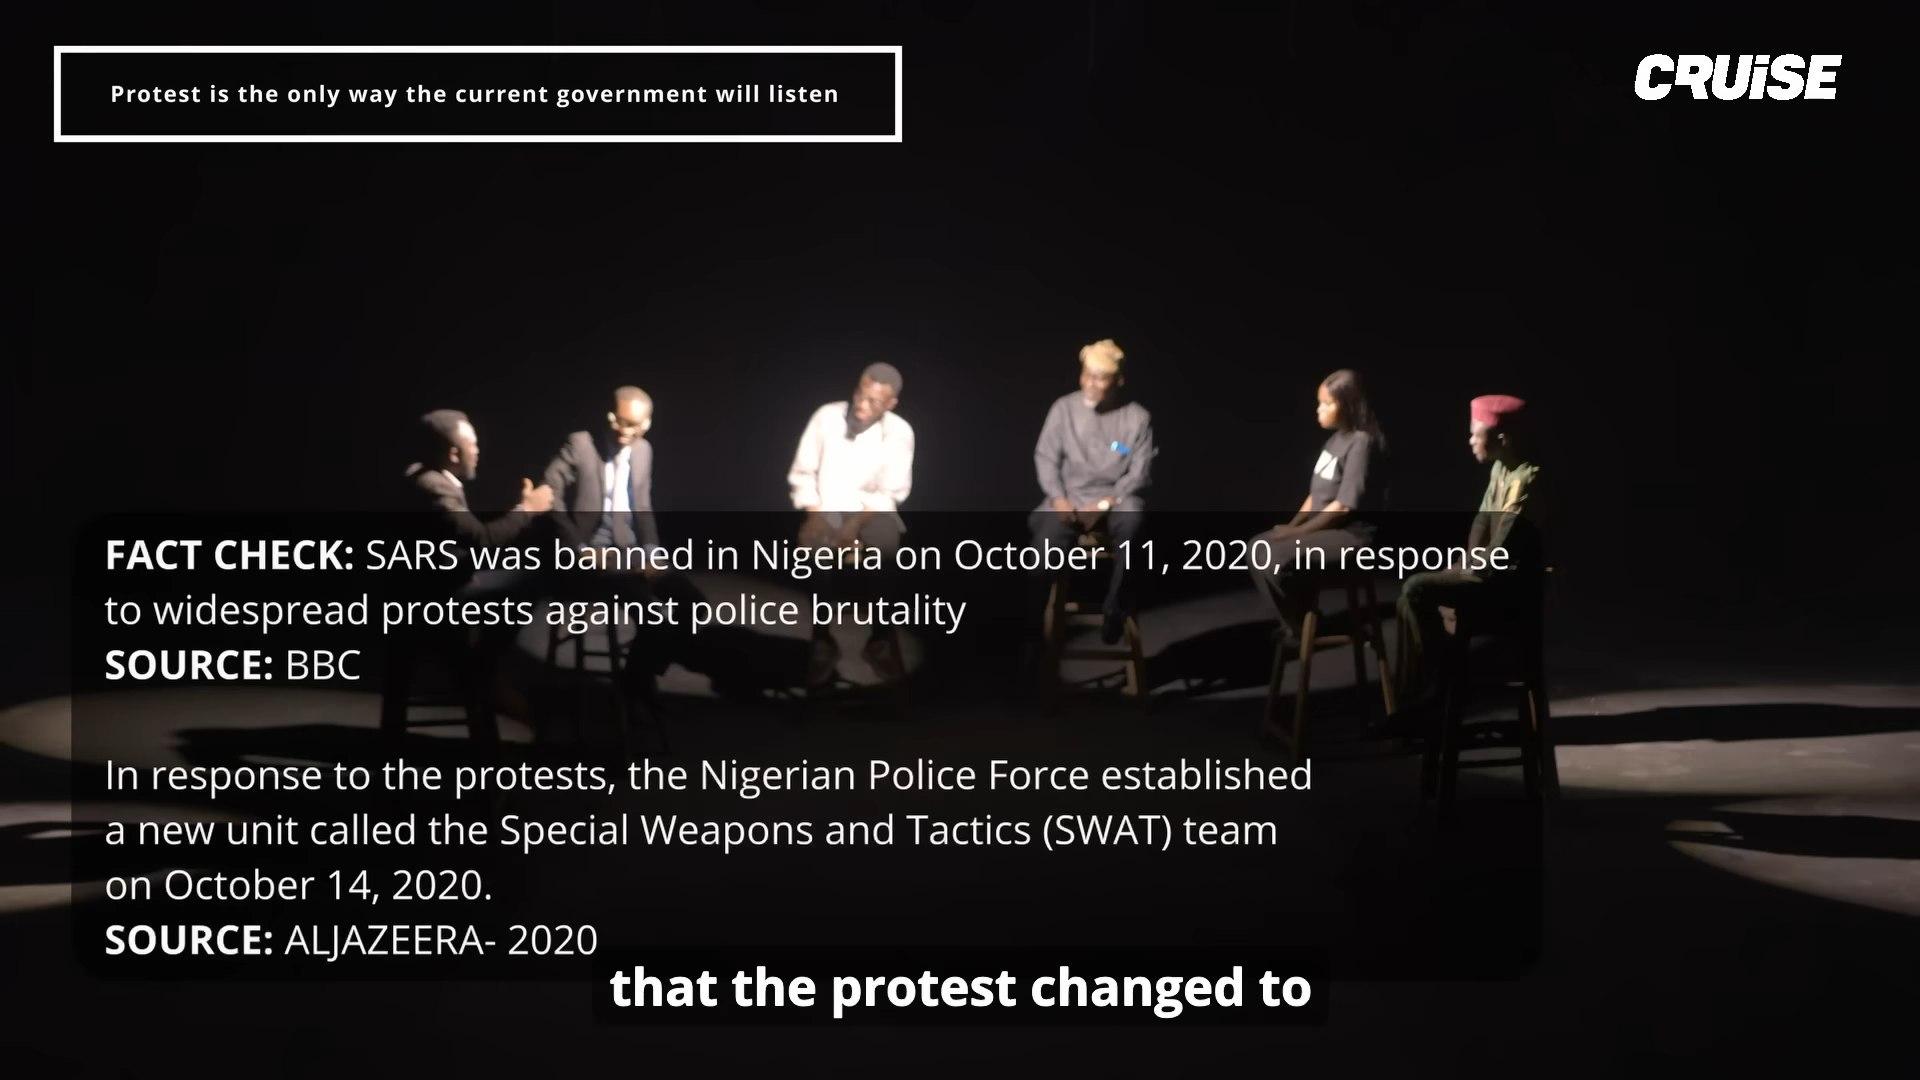 Protest is the only way the current government will listen
CRUiSE
FACT CHECK: SARS was banned in Nigeria on October 11, 2020, in response
to widespread protests against police brutality
SOURCE: BBC
In response to the protests, the Nigerian Police Force established
a new unit called the Special Weapons and Tactics (SWAT) team
on October 14, 2020.
SOURCE: ALJAZEERA- 2020
that the protest changed to